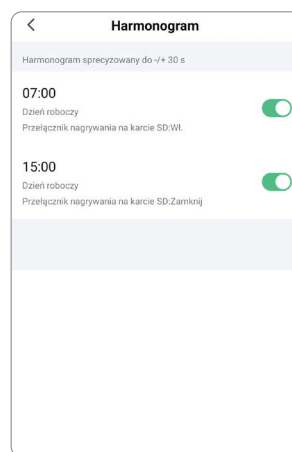 Harmonogram
Harmonogram sprecyzowany do -/+ 30 s
07:00
Dzień roboczy
Przełącznik nagrywania na karcie SD:Wł.
15:00
Dzień roboczy
Przełącznik nagrywania na karcie SD:Zamknij